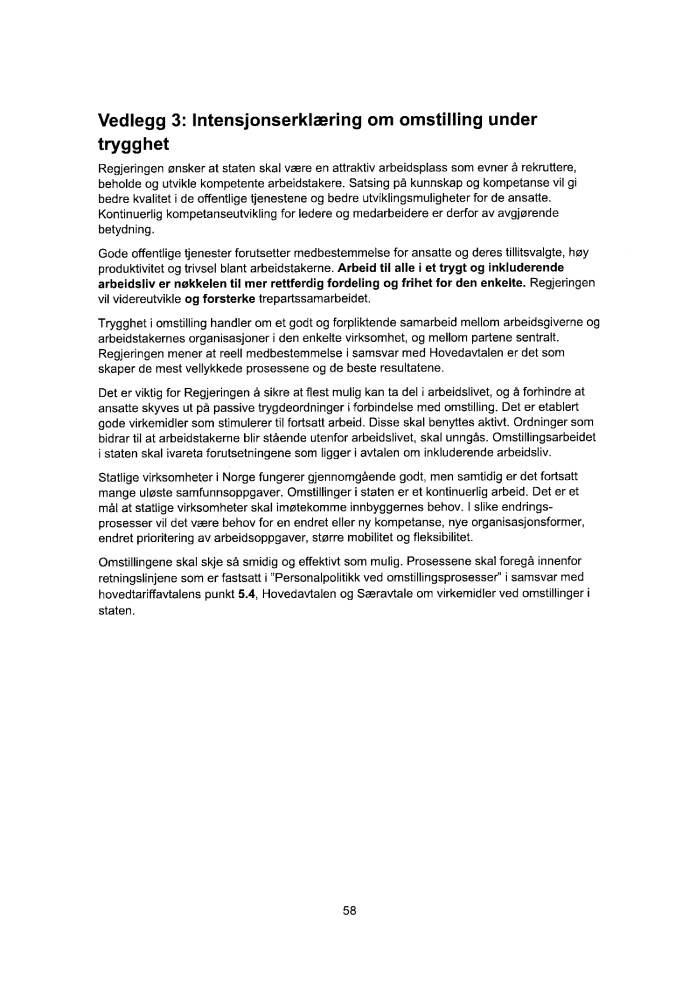 Vedlegg 3: Intensjonserklæring om omstilling under
trygghet
Regjeringen ønsker at staten skal være en attraktiv arbeidsplass som evner å rekruttere,
beholde og utvikle kompetente arbeidstakere. Satsing på kunnskap og kompetanse vil gi
bedre kvalitet i de offentlige tjenestene og bedre utviklingsmuligheter for de ansatte.
Kontinuerlig kompetanseutvikling for ledere og medarbeidere er derfor av avgjørende
betydning.
Gode offentlige tjenester forutsetter medbestemmelse for ansatte og deres tillitsvalgte, høy
produktivitet og trivsel blant arbeidstakerne. Arbeid til alle i et trygt og inkluderende
arbeidsliv er nøkkelen til mer rettferdig fordeling og frihet for den enkelte. Regjeringen
vil videreutvikle og forsterke trepartssamarbeidet.
Trygghet i omstilling handler om et godt og forpliktende samarbeid mellom arbeidsgiverne og
arbeidstakernes organisasjoner i den enkelte virksomhet, og mellom partene sentralt.
Regjeringen mener at reell medbestemmelse i samsvar med Hovedavtalen er det som
skaper de mest vellykkede prosessene og de beste resultatene.
Det er viktig for Regjeringen å sikre at flest mulig kan ta del i arbeidslivet, og å forhindre at
ansatte skyves ut på passive trygdeordninger i forbindelse med omstilling. Det er etablert
gode virkemidler som stimulerer til fortsatt arbeid. Disse skal benyttes aktivt. Ordninger som
bidrar til at arbeidstakerne blir stående utenfor arbeidslivet, skal unngås. Omstillingsarbeidet
i staten skal ivareta forutsetningene som ligger i avtalen om inkluderende arbeidsliv.
Statlige virksomheter i Norge fungerer gjennomgående godt, men samtidig er det fortsatt
mange uløste samfunnsoppgaver. Omstillinger i staten er et kontinuerlig arbeid. Det er et
mål at statlige virksomheter skal imøtekomme innbyggernes behov. I slike endrings-
prosesser vil det være behov for en endret eller ny kompetanse, nye organisasjonsformer,
endret prioritering av arbeidsoppgaver, større mobilitet og fleksibilitet.
Omstillingene skal skje så smidig og effektivt som mulig. Prosessene skal foregå innenfor
retningslinjene som er fastsatt i "Personalpolitikk ved omstillingsprosesser" i samsvar med
hovedtariffavtalens punkt 5.4, Hovedavtalen og Særavtale om virkemidler ved omstillinger i
staten.
58